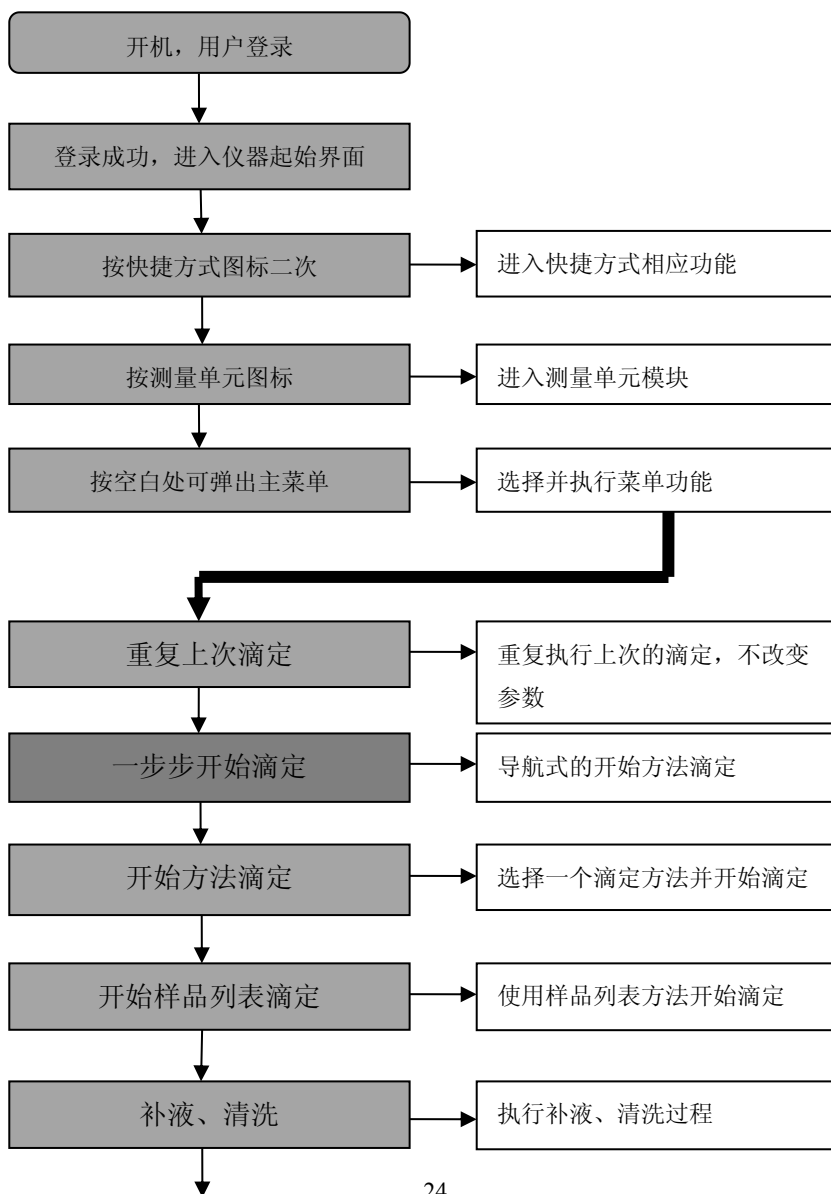 开机，用户登录
登录成功，进入仪器起始界面
按快捷方式图标二次
进入快捷方式相应功能
按测量单元图标
进入测量单元模块
按空白处可弹出主菜单
选择并执行菜单功能
重复上次滴定
重复执行上次的滴定，不改变
参数
一步步开始滴定
导航式的开始方法滴定
开始方法滴定
选择一个滴定方法并开始滴定
开始样品列表滴定
使用样品列表方法开始滴定
补液、清洗
执行补液、清洗过程
24